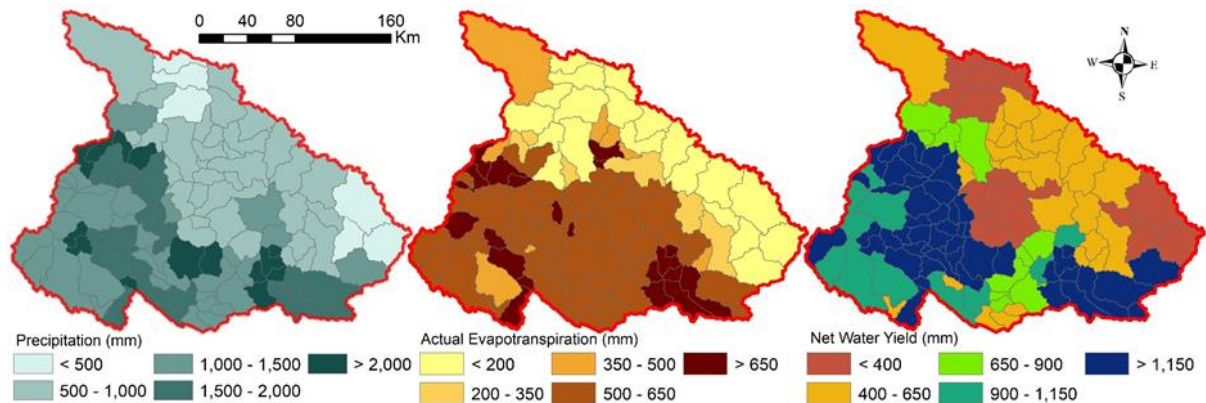 0 40 80 160
Km
N
W E
S
Precipitation (mm)
< 500 1,000 - 1,500 > 2,000
500 - 1,000 1,500 - 2,000
Actual Evapotranspiration (mm)
< 200 350 - 500 > 650
200 - 350 500 - 650
Net Water Yield (mm)
< 400 650 - 900 > 1,150
400 - 650 900 - 1,150